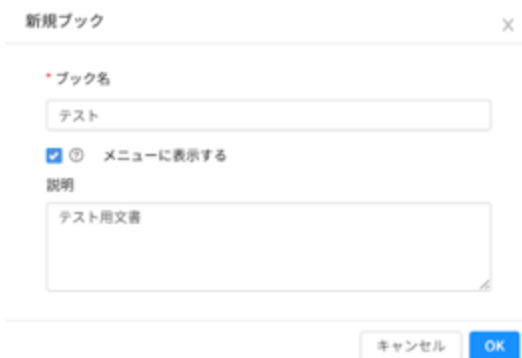 新規ブック
* ブック名
テスト
メニューに表示する
説明
テスト用文書
キャンセル OK